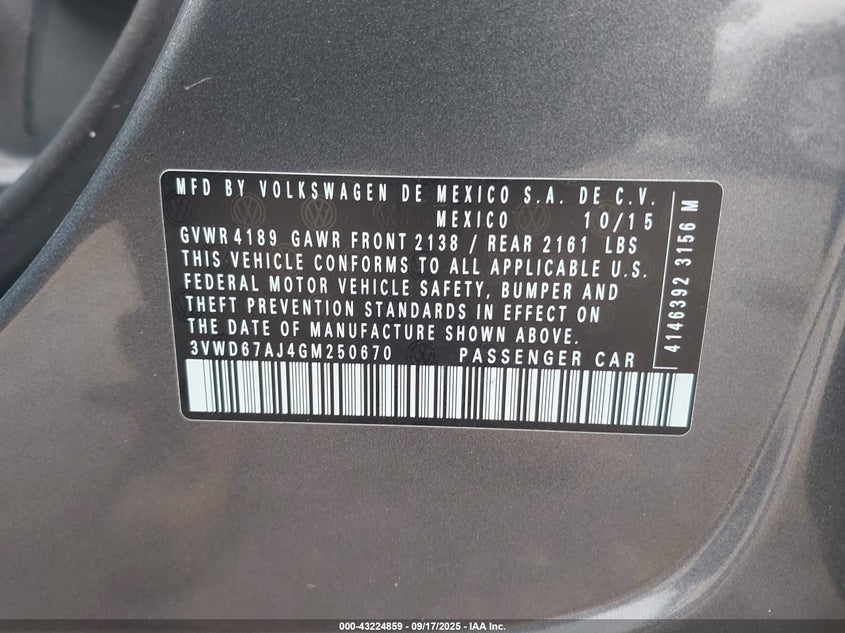 MFD BY VOLKSWAGEN DE MEXICO S.A. DE C.V.
MEXICO 10/15
GVWR 4189 GAWR FRONT 2138 / REAR 2161 LBS
THIS VEHICLE CONFORMS TO ALL APPLICABLE U.S.
FEDERAL MOTOR VEHICLE SAFETY, BUMPER AND
THEFT PREVENTION STANDARDS IN EFFECT ON
THE DATE OF MANUFACTURE SHOWN ABOVE.
3VWD67AJ4GM250670 PASSENGER CAR
4146392 3156 M
000-43224859 - 09/17/2025 - IAA Inc.